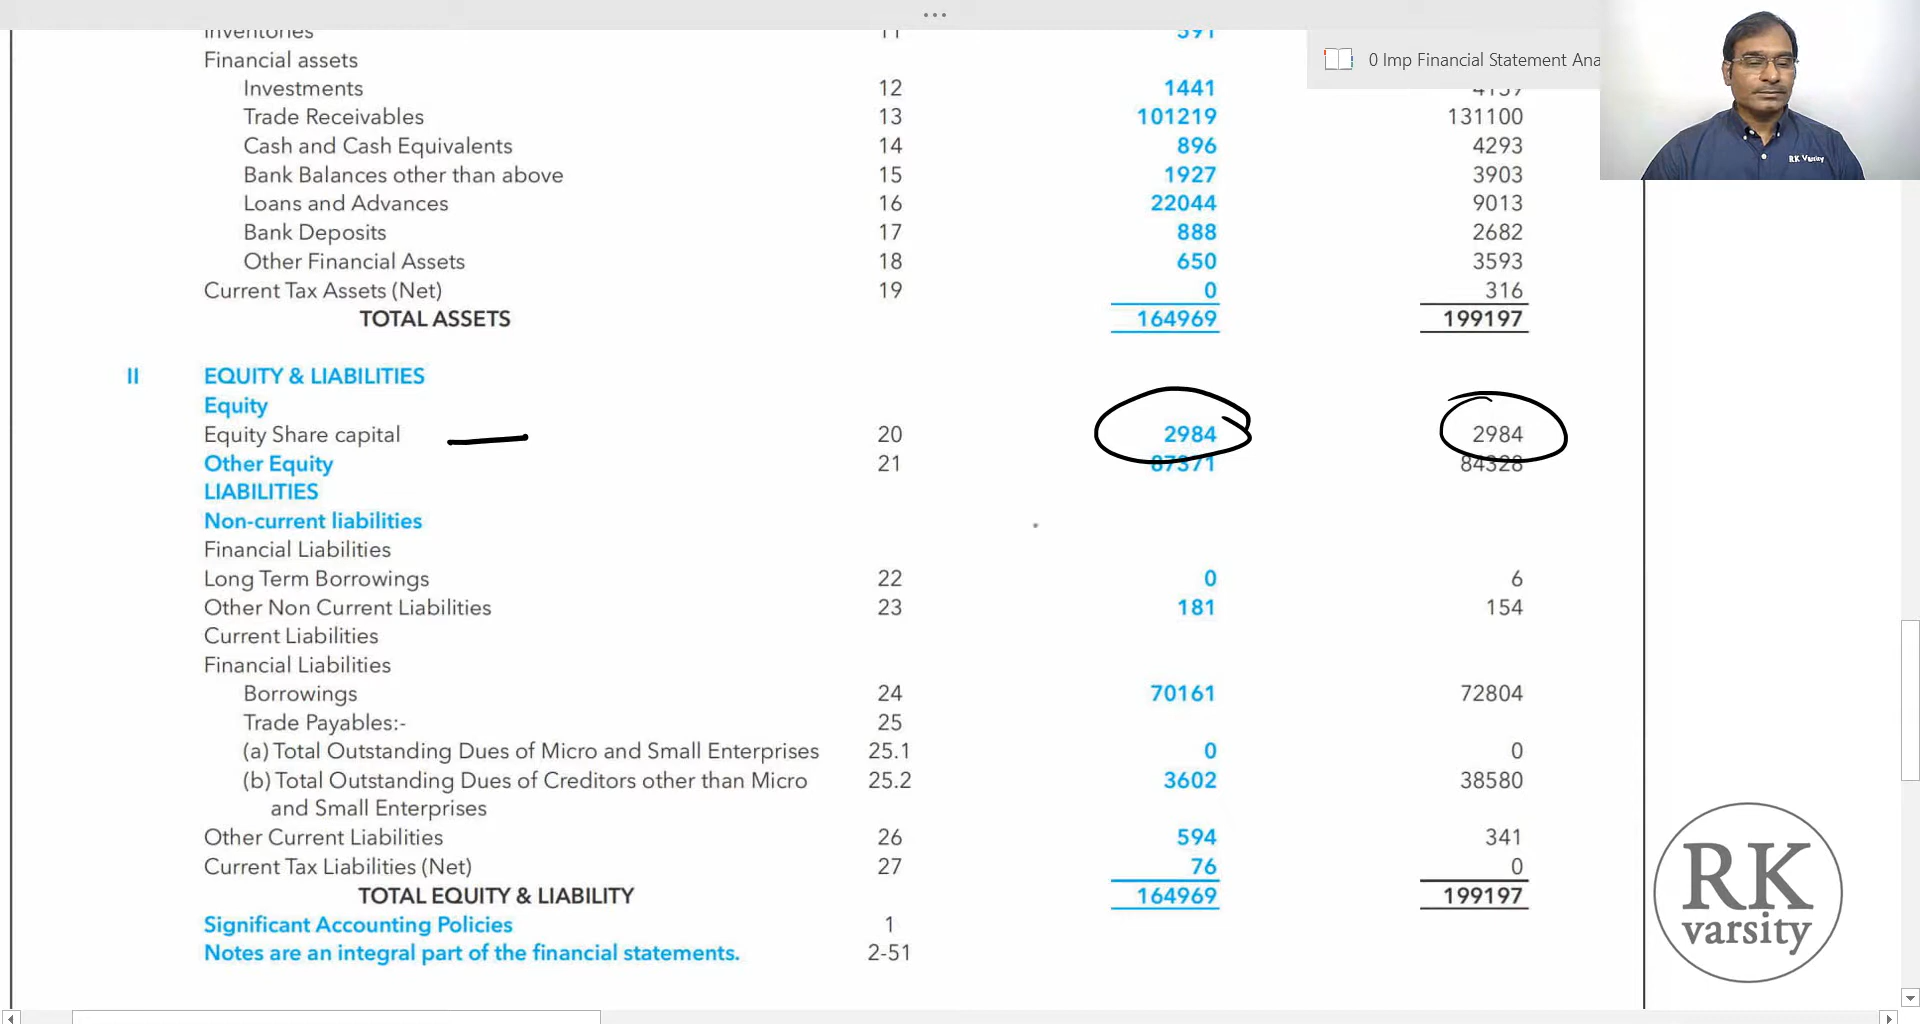 ...
Inventories 11 591
0 Imp Financial Statement Ana
Financial assets
Investments 12 1441 4159
Trade Receivables 13 101219 131100
Cash and Cash Equivalents 14 896 4293
Bank Balances other than above 15 1927 3903
RK Varsity
Loans and Advances 16 22044 9013
Bank Deposits 17 888 2682
Other Financial Assets 18 650 3593
Current Tax Assets (Net) 19 0 316
TOTAL ASSETS 164969 199197
II EQUITY & LIABILITIES
Equity
Equity Share capital 20 2984 2984
Other Equity 21 87371 84328
LIABILITIES
Non-current liabilities
Financial Liabilities
Long Term Borrowings 22 0 6
Other Non Current Liabilities 23 181 154
Current Liabilities
Financial Liabilities
Borrowings 24 70161 72804
Trade Payables:- 25
(a) Total Outstanding Dues of Micro and Small Enterprises 25.1 0 0
(b) Total Outstanding Dues of Creditors other than Micro 25.2 3602 38580
and Small Enterprises
Other Current Liabilities 26 594 341
Current Tax Liabilities (Net) 27 76 0
TOTAL EQUITY & LIABILITY 164969 199197
Significant Accounting Policies 1
Notes are an integral part of the financial statements. 2-51
RK
varsity